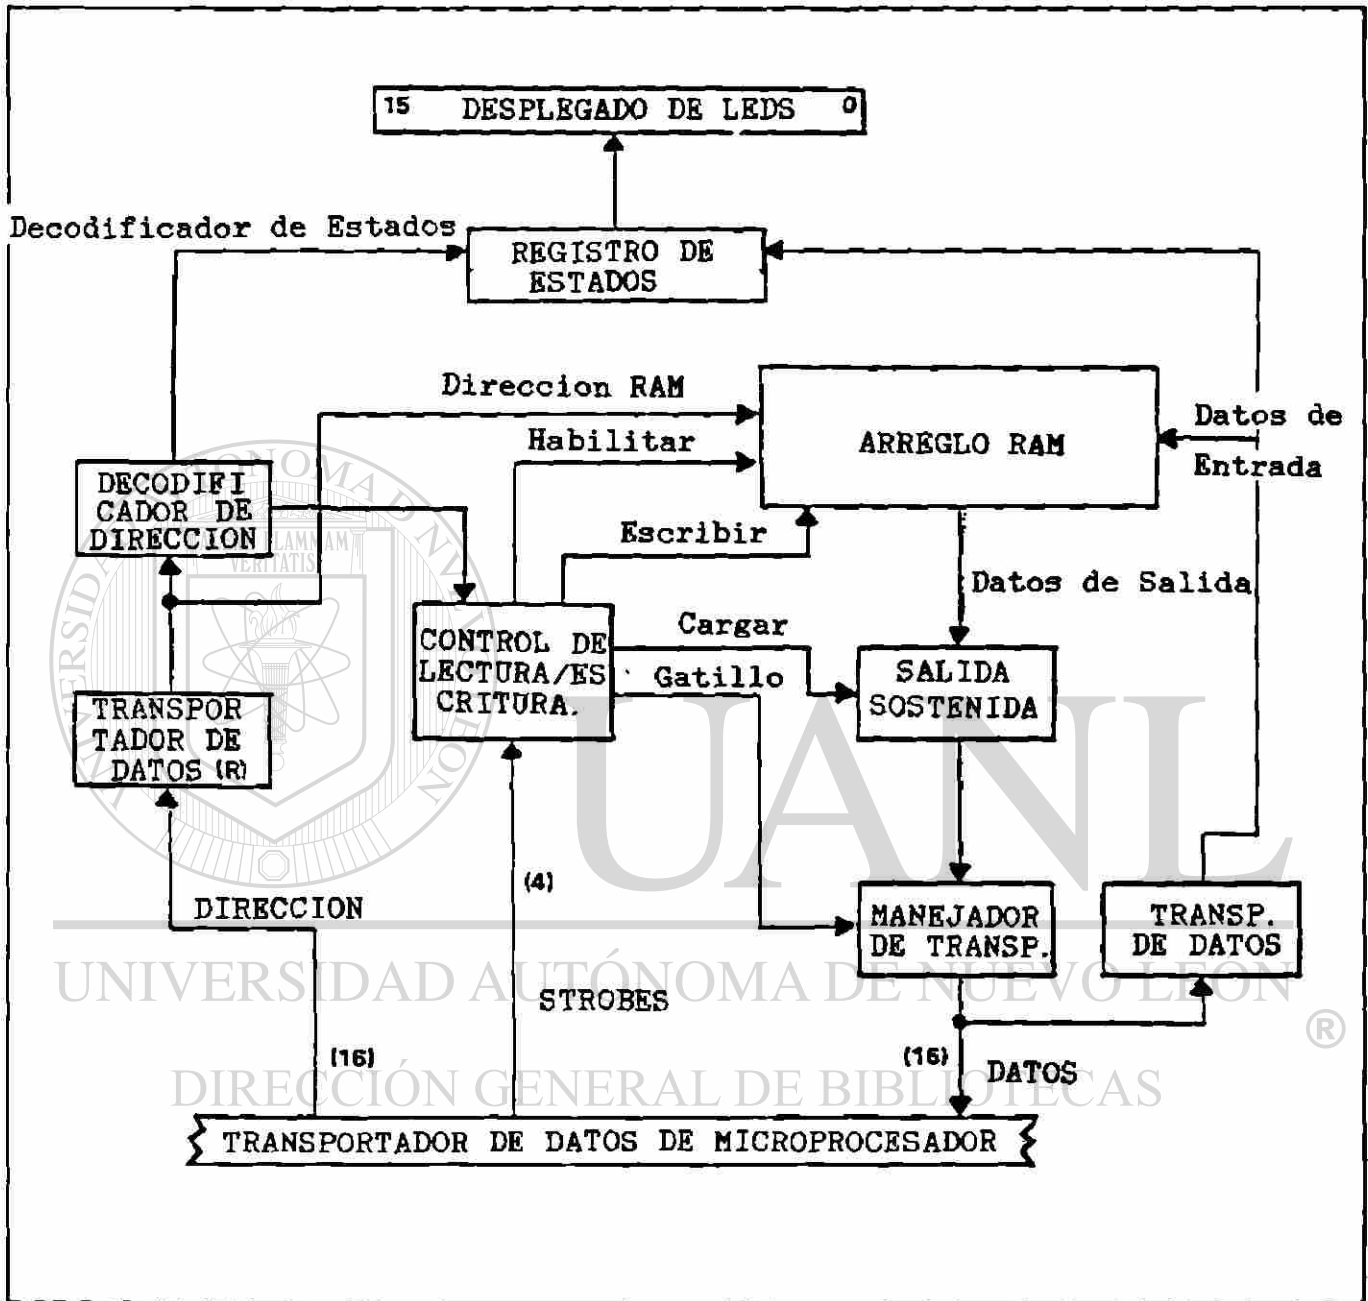 15 DESPLEGADO DE LEDS 0
Decodificador de Estados
REGISTRO DE
ESTADOS
Direccion RAM
Habilitar
ARREGLO RAM
Datos de
Entrada
DECODIFI
CADOR DE
DIRECCION
Escribir
Datos de Salida
CONTROL DE
LECTURA/ES
CRITURA.
Cargar
Gatillo
SALIDA
SOSTENIDA
TRANSPOR
TADOR DE
DATOS (R)
(4)
DIRECCION
MANEJADOR
DE TRANSP.
TRANSP.
DE DATOS
STROBES
(16)
(16)
DATOS
TRANSPORTADOR DE DATOS DE MICROPROCESADOR
UANL
UNIVERSIDAD AUTÓNOMA DE NUEVO LEÓN
®
DIRECCIÓN GENERAL DE BIBLIOTECAS
VERITATIS